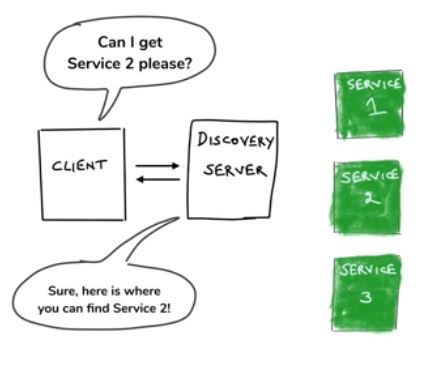 Can I get
Service 2 please?
CLIENT
DISCOVERY
SERVER
Sure, here is where
you can find Service 2!
SERVICE
1
SERVICE
2
SERVICE
3